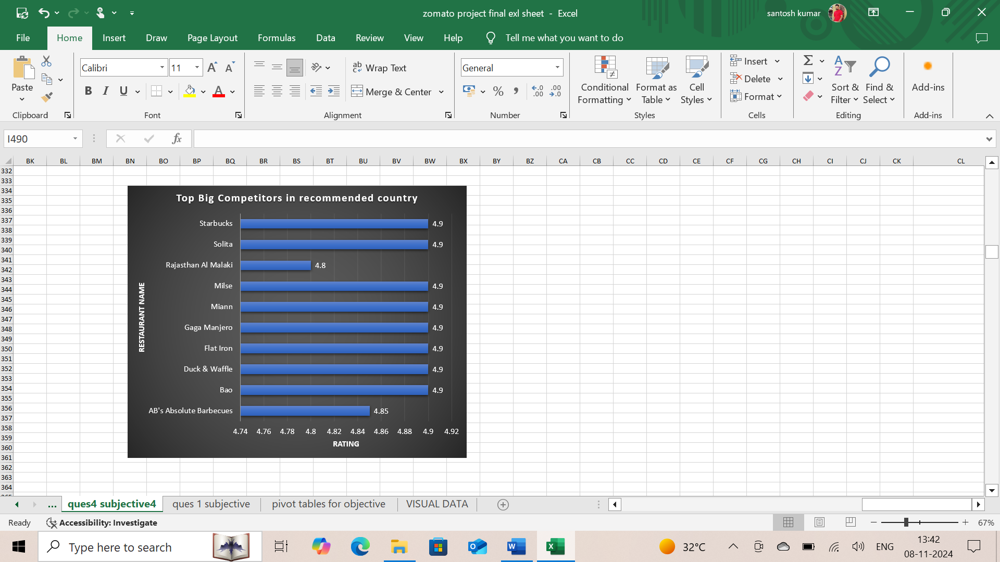 zomato project final exl sheet - Excel
santosh kumar
File Home Insert Draw Page Layout Formulas Data Review View Help Tell me what you want to do
Paste
Clipboard
Calibri 11
B I U
Font
Wrap Text
Merge & Center
Alignment
General
Number
Conditional Formatting
Format as Table
Cell Styles
Styles
Insert
Delete
Format
Cells
Sort & Filter
Find & Select
Editing
Add-ins
Add-ins
I490
fx
BK BL BM BN BO BP BQ BR BS BT BU BV BW BX BY BZ CA CB CC CD CE CF CG CH CI CJ CK CL
332
333
334
335
336
337
338
339
340
341
342
343
344
345
346
347
348
349
350
351
352
353
354
355
356
357
358
359
360
361
362
363
364
Top Big Competitors in recommended country
RESTAURANT NAME
Starbucks 4.9
Solita 4.9
Rajasthan Al Malaki 4.8
Milse 4.9
Miann 4.9
Gaga Manjero 4.9
Flat Iron 4.9
Duck & Waffle 4.9
Bao 4.9
AB's Absolute Barbecues 4.85
4.74 4.76 4.78 4.8 4.82 4.84 4.86 4.88 4.9 4.92
RATING
... ques4 subjective4 ques 1 subjective pivot tables for objective VISUAL DATA
Ready Accessibility: Investigate 67%
Type here to search
32°C
ENG
13:42
08-11-2024